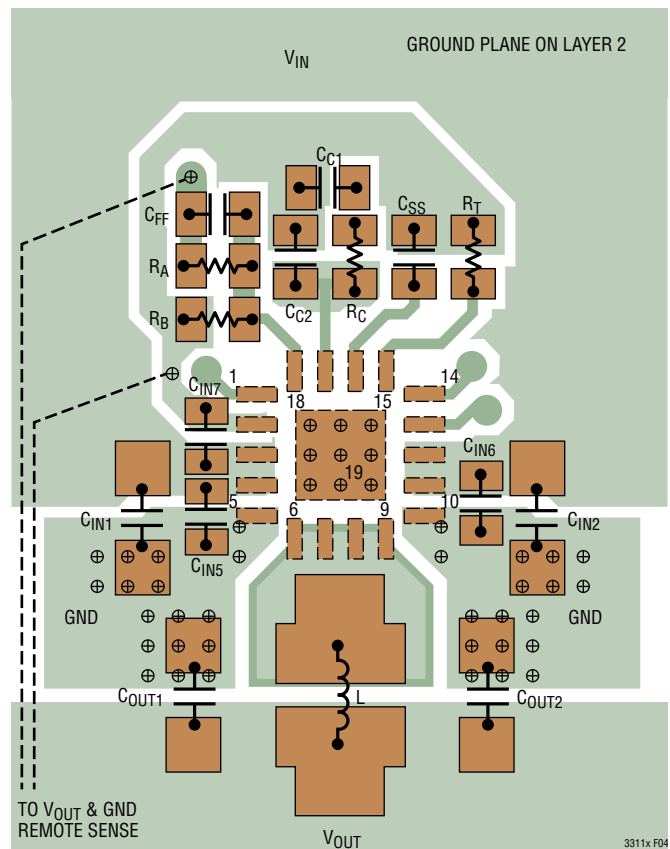 GROUND PLANE ON LAYER 2
VIN
CC1
CFF
CSS
RT
RA
RB
CC2
RC
1
CIN7
18
15
14
19
CIN6
5
6
9
10
CIN1
CIN5
CIN2
GND
GND
COUT1
L
COUT2
TO VOUT & GND
REMOTE SENSE
VOUT
3311x F04